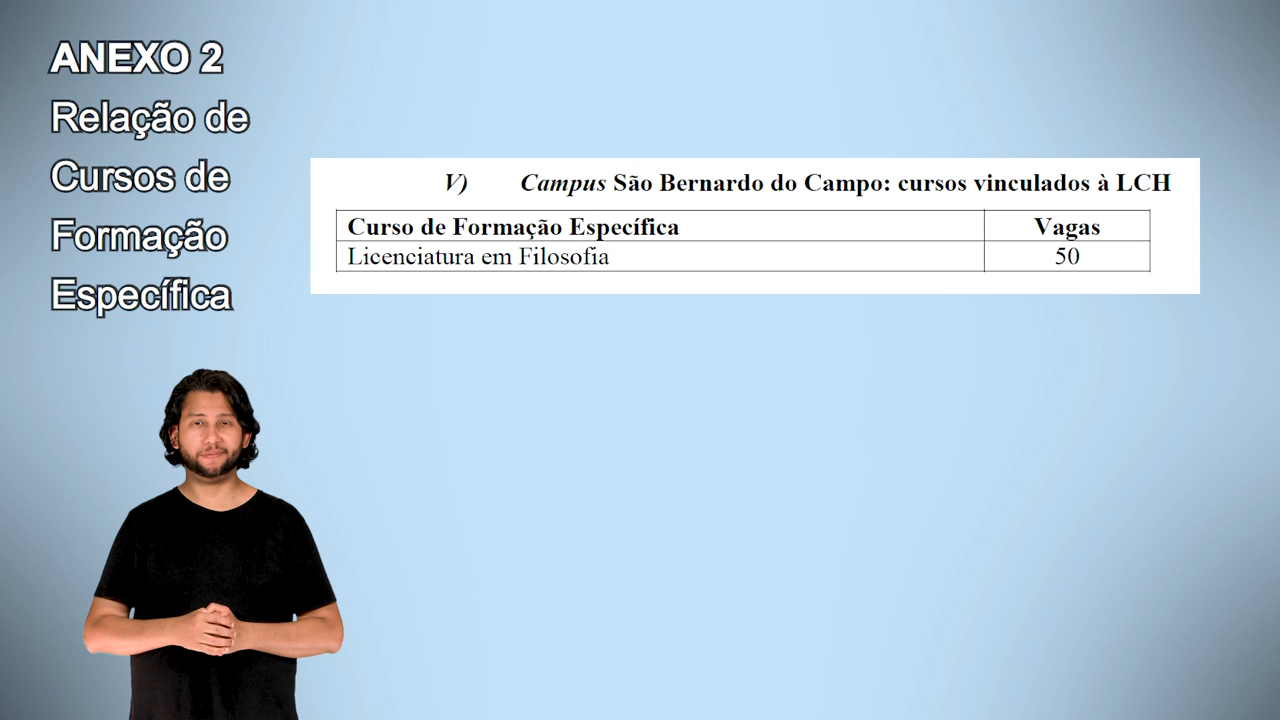 ANEXO 2
Relação de
Cursos de
Formação
Específica
V) Campus São Bernardo do Campo: cursos vinculados à LCH
Curso de Formação Específica Vagas
Licenciatura em Filosofia 50